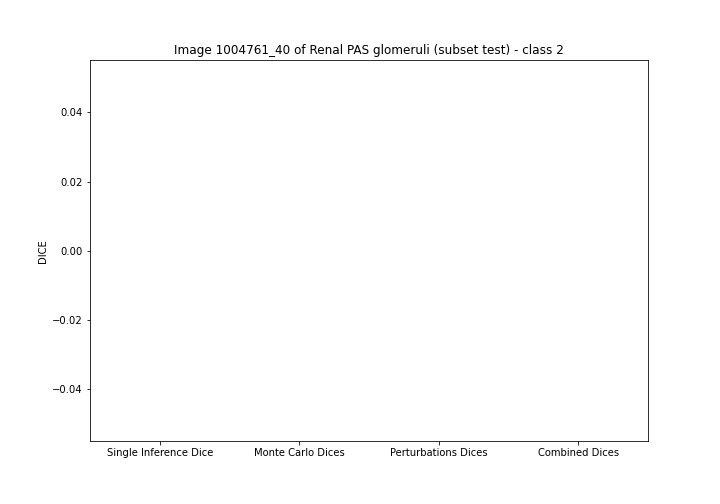 Image 1004761_40 of Renal PAS glomeruli (subset test) - class 2
DICE
0.04
0.02
0.00
−0.02
−0.04
Single Inference Dice
Monte Carlo Dices
Perturbations Dices
Combined Dices